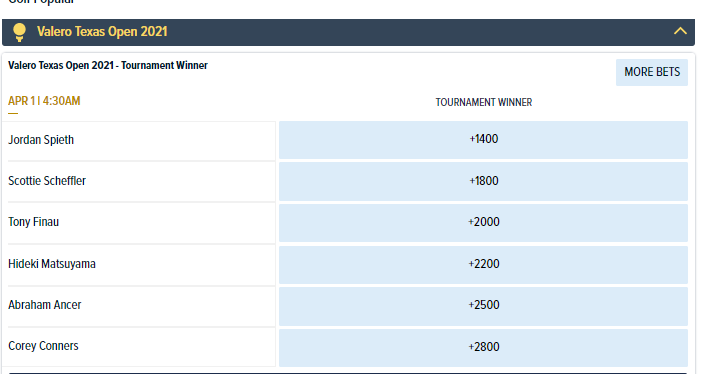 Golf Popular
Valero Texas Open 2021
Valero Texas Open 2021 - Tournament Winner
MORE BETS
APR 1 | 4:30AM
TOURNAMENT WINNER
Jordan Spieth
+1400
Scottie Scheffler
+1800
Tony Finau
+2000
Hideki Matsuyama
+2200
Abraham Ancer
+2500
Corey Conners
+2800